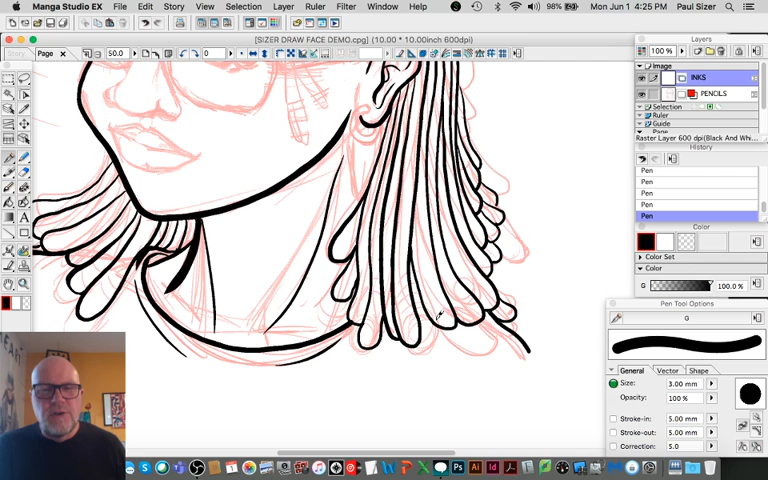 Manga Studio EX File Edit Story View Selection Layer Ruler Filter Window Help 98% Mon Jun 1 4:25 PM Paul Sizer
[SIZER DRAW FACE DEMO.cpg] (10.00 * 10.00inch 600dpi)
Story Page 50.0 0
Layers
100 %
Image
INKS
PENCILS
Selection
Ruler
Guide
Raster Layer 600 dpi(Black And Whi...
History
Pen
Pen
Pen
Pen
Pen
Color
Color Set
Color
G 100.0 %
Pen Tool Options
G
General Vector Shape
Size: 3.00 mm
Opacity: 100 %
Stroke-in: 5.00 mm
Stroke-out: 5.00 mm
Correction: 5.0